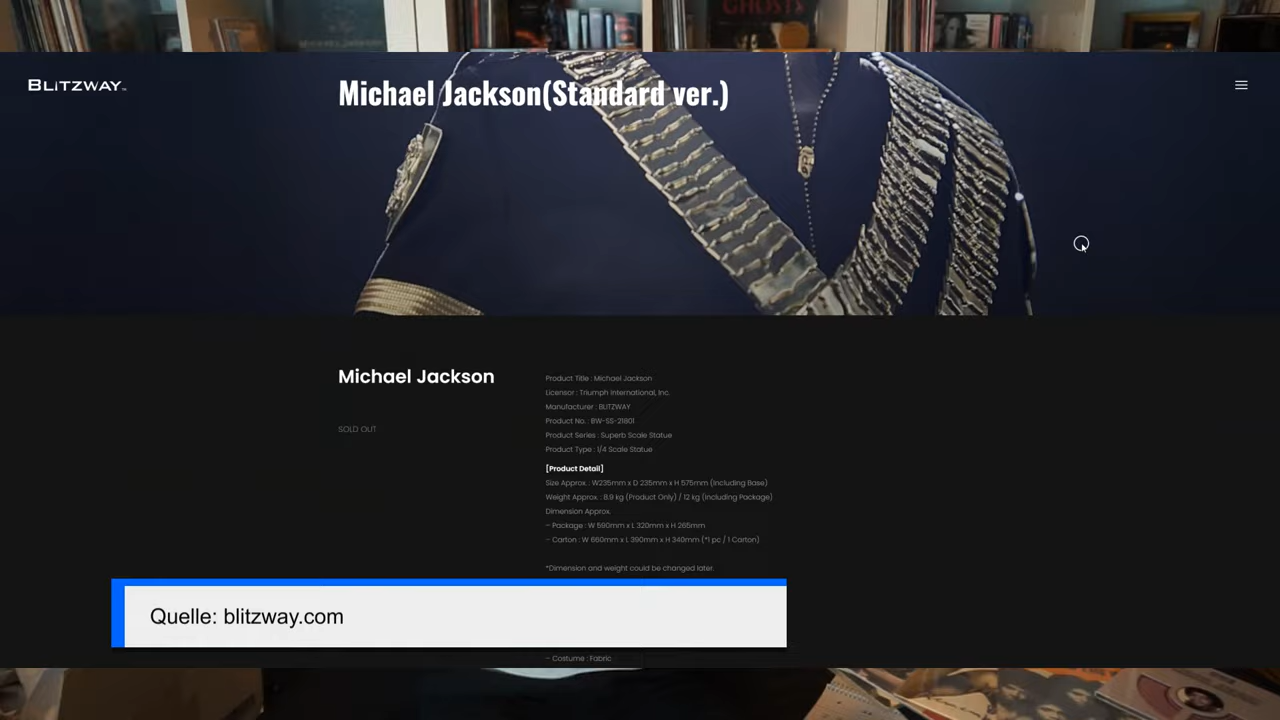 GHOSTS
BLITZWAY
Michael Jackson(Standard ver.)
Michael Jackson
SOLD OUT
Product Title : Michael Jackson
Licensor : Triumph International, Inc.
Manufacturer : BLITZWAY
Product No. : BW-SS-21801
Product Series : Superb Scale Statue
Product Type : 1/4 Scale Statue
[Product Detail]
Size Approx. : W235mm x D 235mm x H 575mm (Including Base)
Weight Approx. : 8.9 kg (Product Only) / 12 kg (Including Package)
Dimension Approx.
– Package : W 590mm x L 320mm x H 265mm
– Carton : W 660mm x L 390mm x H 340mm (*1 pc / 1 Carton)
*Dimension and weight could be changed later.
Quelle: blitzway.com
– Costume : Fabric